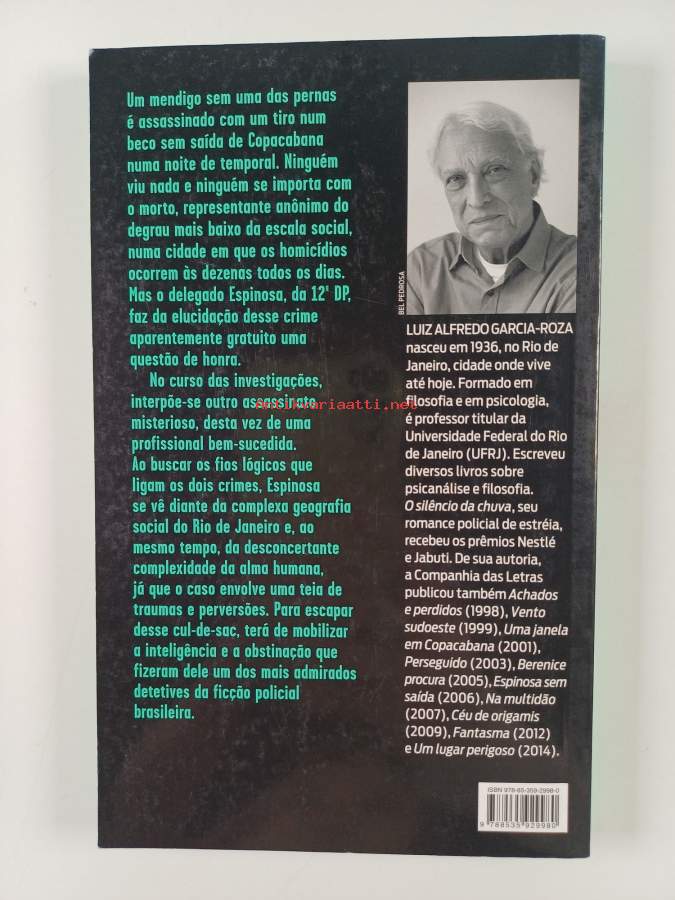 Um mendigo sem uma das pernas
é assassinado com um tiro num
beco sem saída de Copacabana
numa noite de temporal. Ninguém
viu nada e ninguém se importa com
o morto, representante anônimo do
degrau mais baixo da escala social,
numa cidade em que os homicídios
ocorrem às dezenas todos os dias.
Mas o delegado Espinosa, da 12ª DP,
faz da elucidação desse crime
aparentemente gratuito uma
questão de honra.
No curso das investigações,
interpõe-se outro assassinato
misterioso, desta vez de uma
profissional bem-sucedida.
Ao buscar os fios lógicos que
ligam os dois crimes, Espinosa
se vê diante da complexa geografia
social do Rio de Janeiro e, ao
mesmo tempo, da desconcertante
complexidade da alma humana,
já que o caso envolve uma teia de
traumas e perversões. Para escapar
desse cul-de-sac, terá de mobilizar
a inteligência e a obstinação que
fizeram dele um dos mais admirados
detetives da ficção policial
brasileira.
BEL PEDROSA
LUIZ ALFREDO GARCIA-ROZA
nasceu em 1936, no Rio de
Janeiro, cidade onde vive
até hoje. Formado em
filosofia e em psicologia,
é professor titular da
Universidade Federal do Rio
de Janeiro (UFRJ). Escreveu
diversos livros sobre
psicanálise e filosofia.
O silêncio da chuva, seu
romance policial de estréia,
recebeu os prêmios Nestlé
e Jabuti. De sua autoria,
a Companhia das Letras
publicou também Achados
e perdidos (1998), Vento
sudoeste (1999), Uma janela
em Copacabana (2001),
Perseguido (2003), Berenice
procura (2005), Espinosa sem
saída (2006), Na multidão
(2007), Céu de origamis
(2009), Fantasma (2012)
e Um lugar perigoso (2014).
ISBN 978-85-359-2998-0
9 788535 929980
antikvariaatti.net